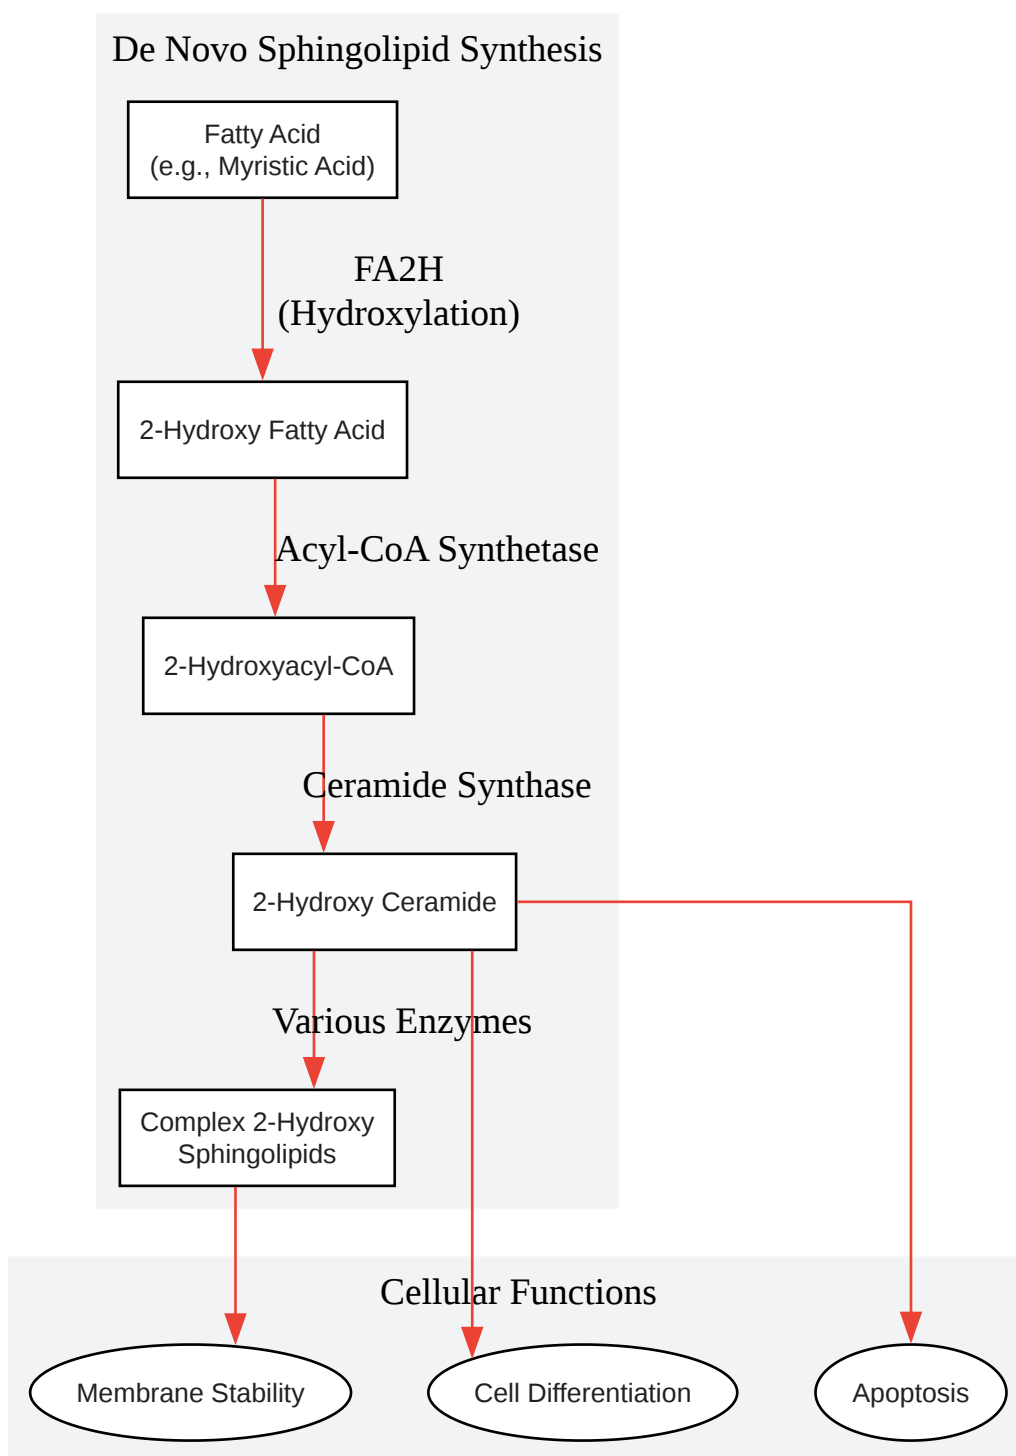 De Novo Sphingolipid Synthesis
Fatty Acid
(e.g., Myristic Acid)
FA2H
(Hydroxylation)
2-Hydroxy Fatty Acid
Acyl-CoA Synthetase
2-Hydroxyacyl-CoA
Ceramide Synthase
2-Hydroxy Ceramide
Various Enzymes
Complex 2-Hydroxy
Sphingolipids
Cellular Functions
Membrane Stability
Cell Differentiation
Apoptosis